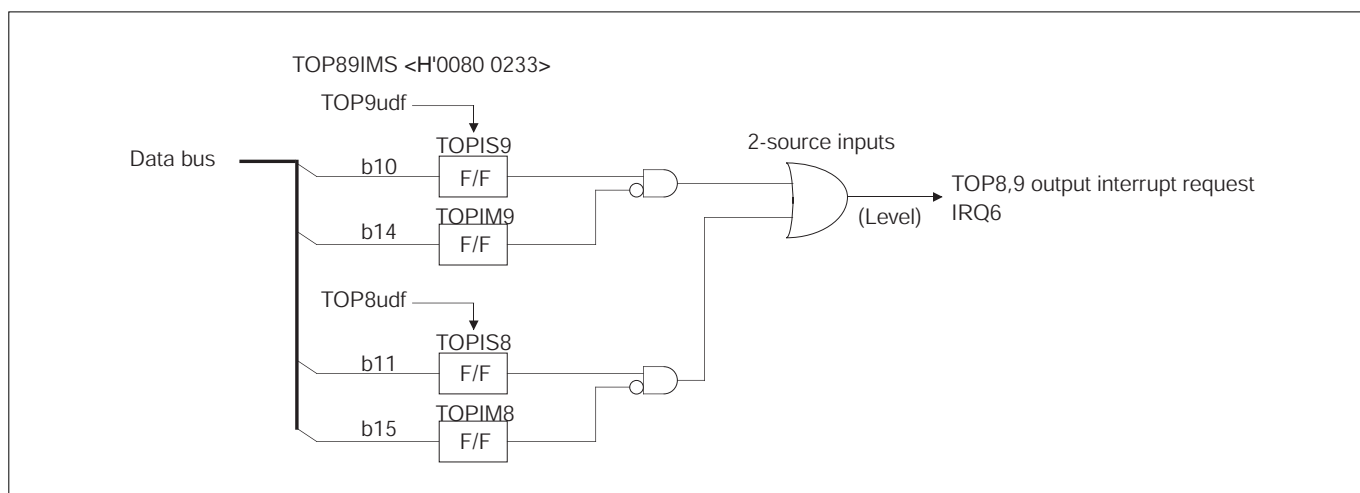 TOP89IMS <H'0080 0233>
TOP9udf
TOPIS9
Data bus
b10
F/F
2-source inputs
TOPIM9
b14
F/F
(Level)
TOP8,9 output interrupt request
IRQ6
TOP8udf
TOPIS8
b11
F/F
TOPIM8
b15
F/F